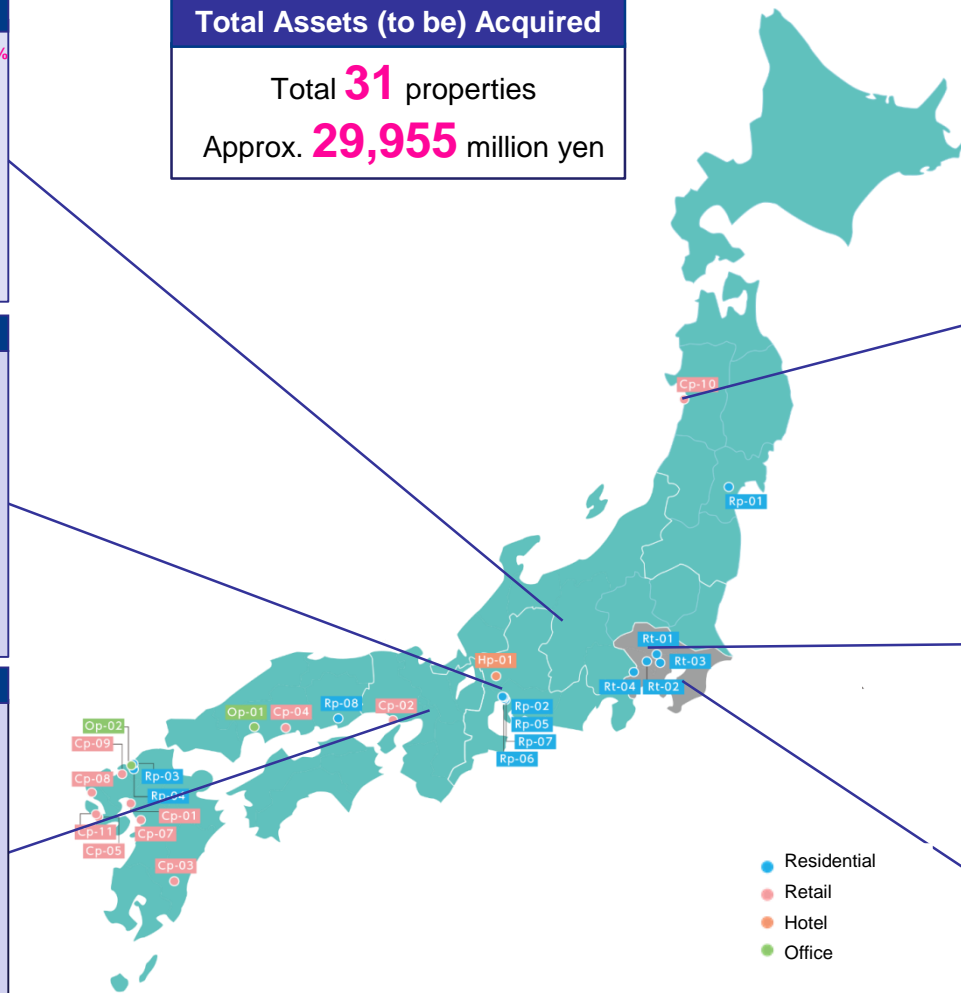 Total Assets (to be) Acquired
%
Total 31 properties
Approx. 29,955 million yen
Cp-10
Rp-01
Rt-01
Hp-01
Rt-03
Rt-04
Rt-02
Rp-08
Cp-02
Rp-02
Op-01
Cp-04
Rp-05
Op-02
Rp-07
Cp-09
Rp-06
Cp-08
Rp-03
Rp-04
Cp-01
Cp-11
Cp-07
Cp-05
Cp-03
Residential
Retail
Hotel
Office